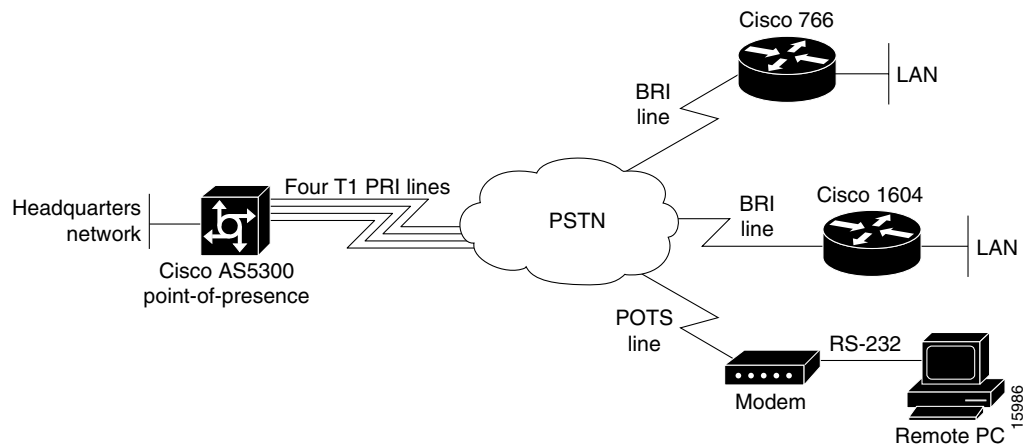 Cisco 766
LAN
BRI
line
Four T1 PRI lines
Headquarters
network
Cisco AS5300
point-of-presence
PSTN
Cisco 1604
BRI
line
LAN
POTS
line
RS-232
Modem
Remote PC
15986